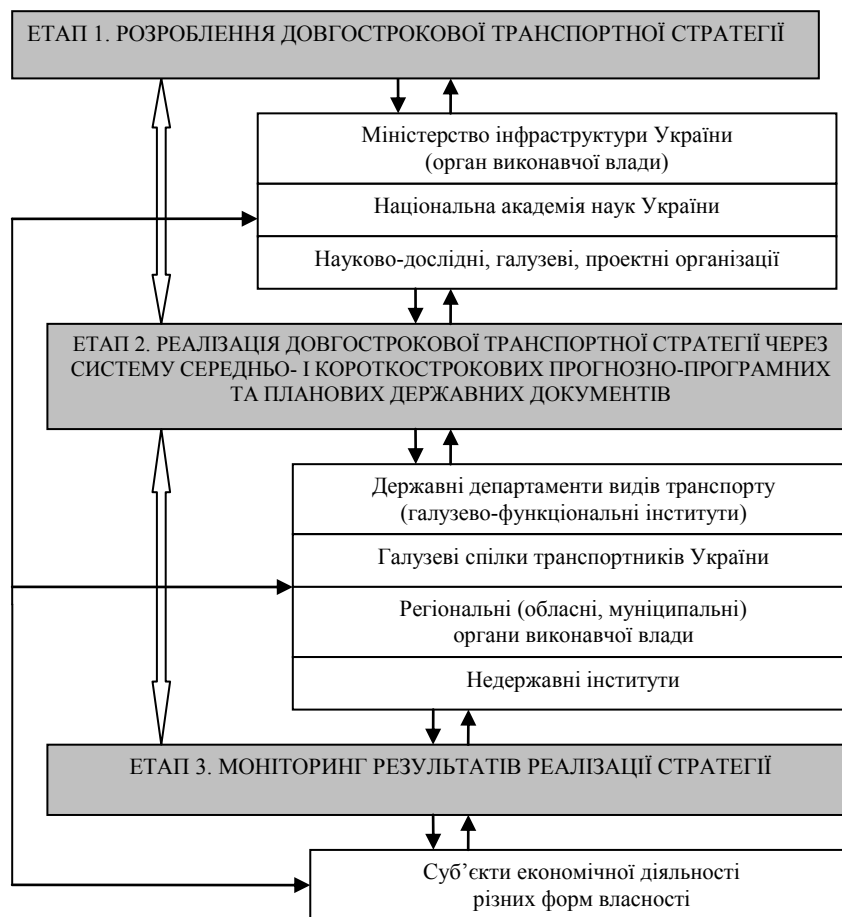 ЕТАП 1. РОЗРОБЛЕННЯ ДОВГОСТРОКОВОЇ ТРАНСПОРТНОЇ СТРАТЕГІЇ
Міністерство інфраструктури України
(орган виконавчої влади)
Національна академія наук України
Науково-дослідні, галузеві, проектні організації
ЕТАП 2. РЕАЛІЗАЦІЯ ДОВГОСТРОКОВОЇ ТРАНСПОРТНОЇ СТРАТЕГІЇ ЧЕРЕЗ
СИСТЕМУ СЕРЕДНЬО- І КОРОТКОСТРОКОВИХ ПРОГНОЗНО-ПРОГРАМНИХ
ТА ПЛАНОВИХ ДЕРЖАВНИХ ДОКУМЕНТІВ
Державні департаменти видів транспорту
(галузево-функціональні інститути)
Галузеві спілки транспортників України
Регіональні (обласні, муніципальні)
органи виконавчої влади
Недержавні інститути
ЕТАП 3. МОНІТОРИНГ РЕЗУЛЬТАТІВ РЕАЛІЗАЦІЇ СТРАТЕГІЇ
Суб’єкти економічної діяльності
різних форм власності